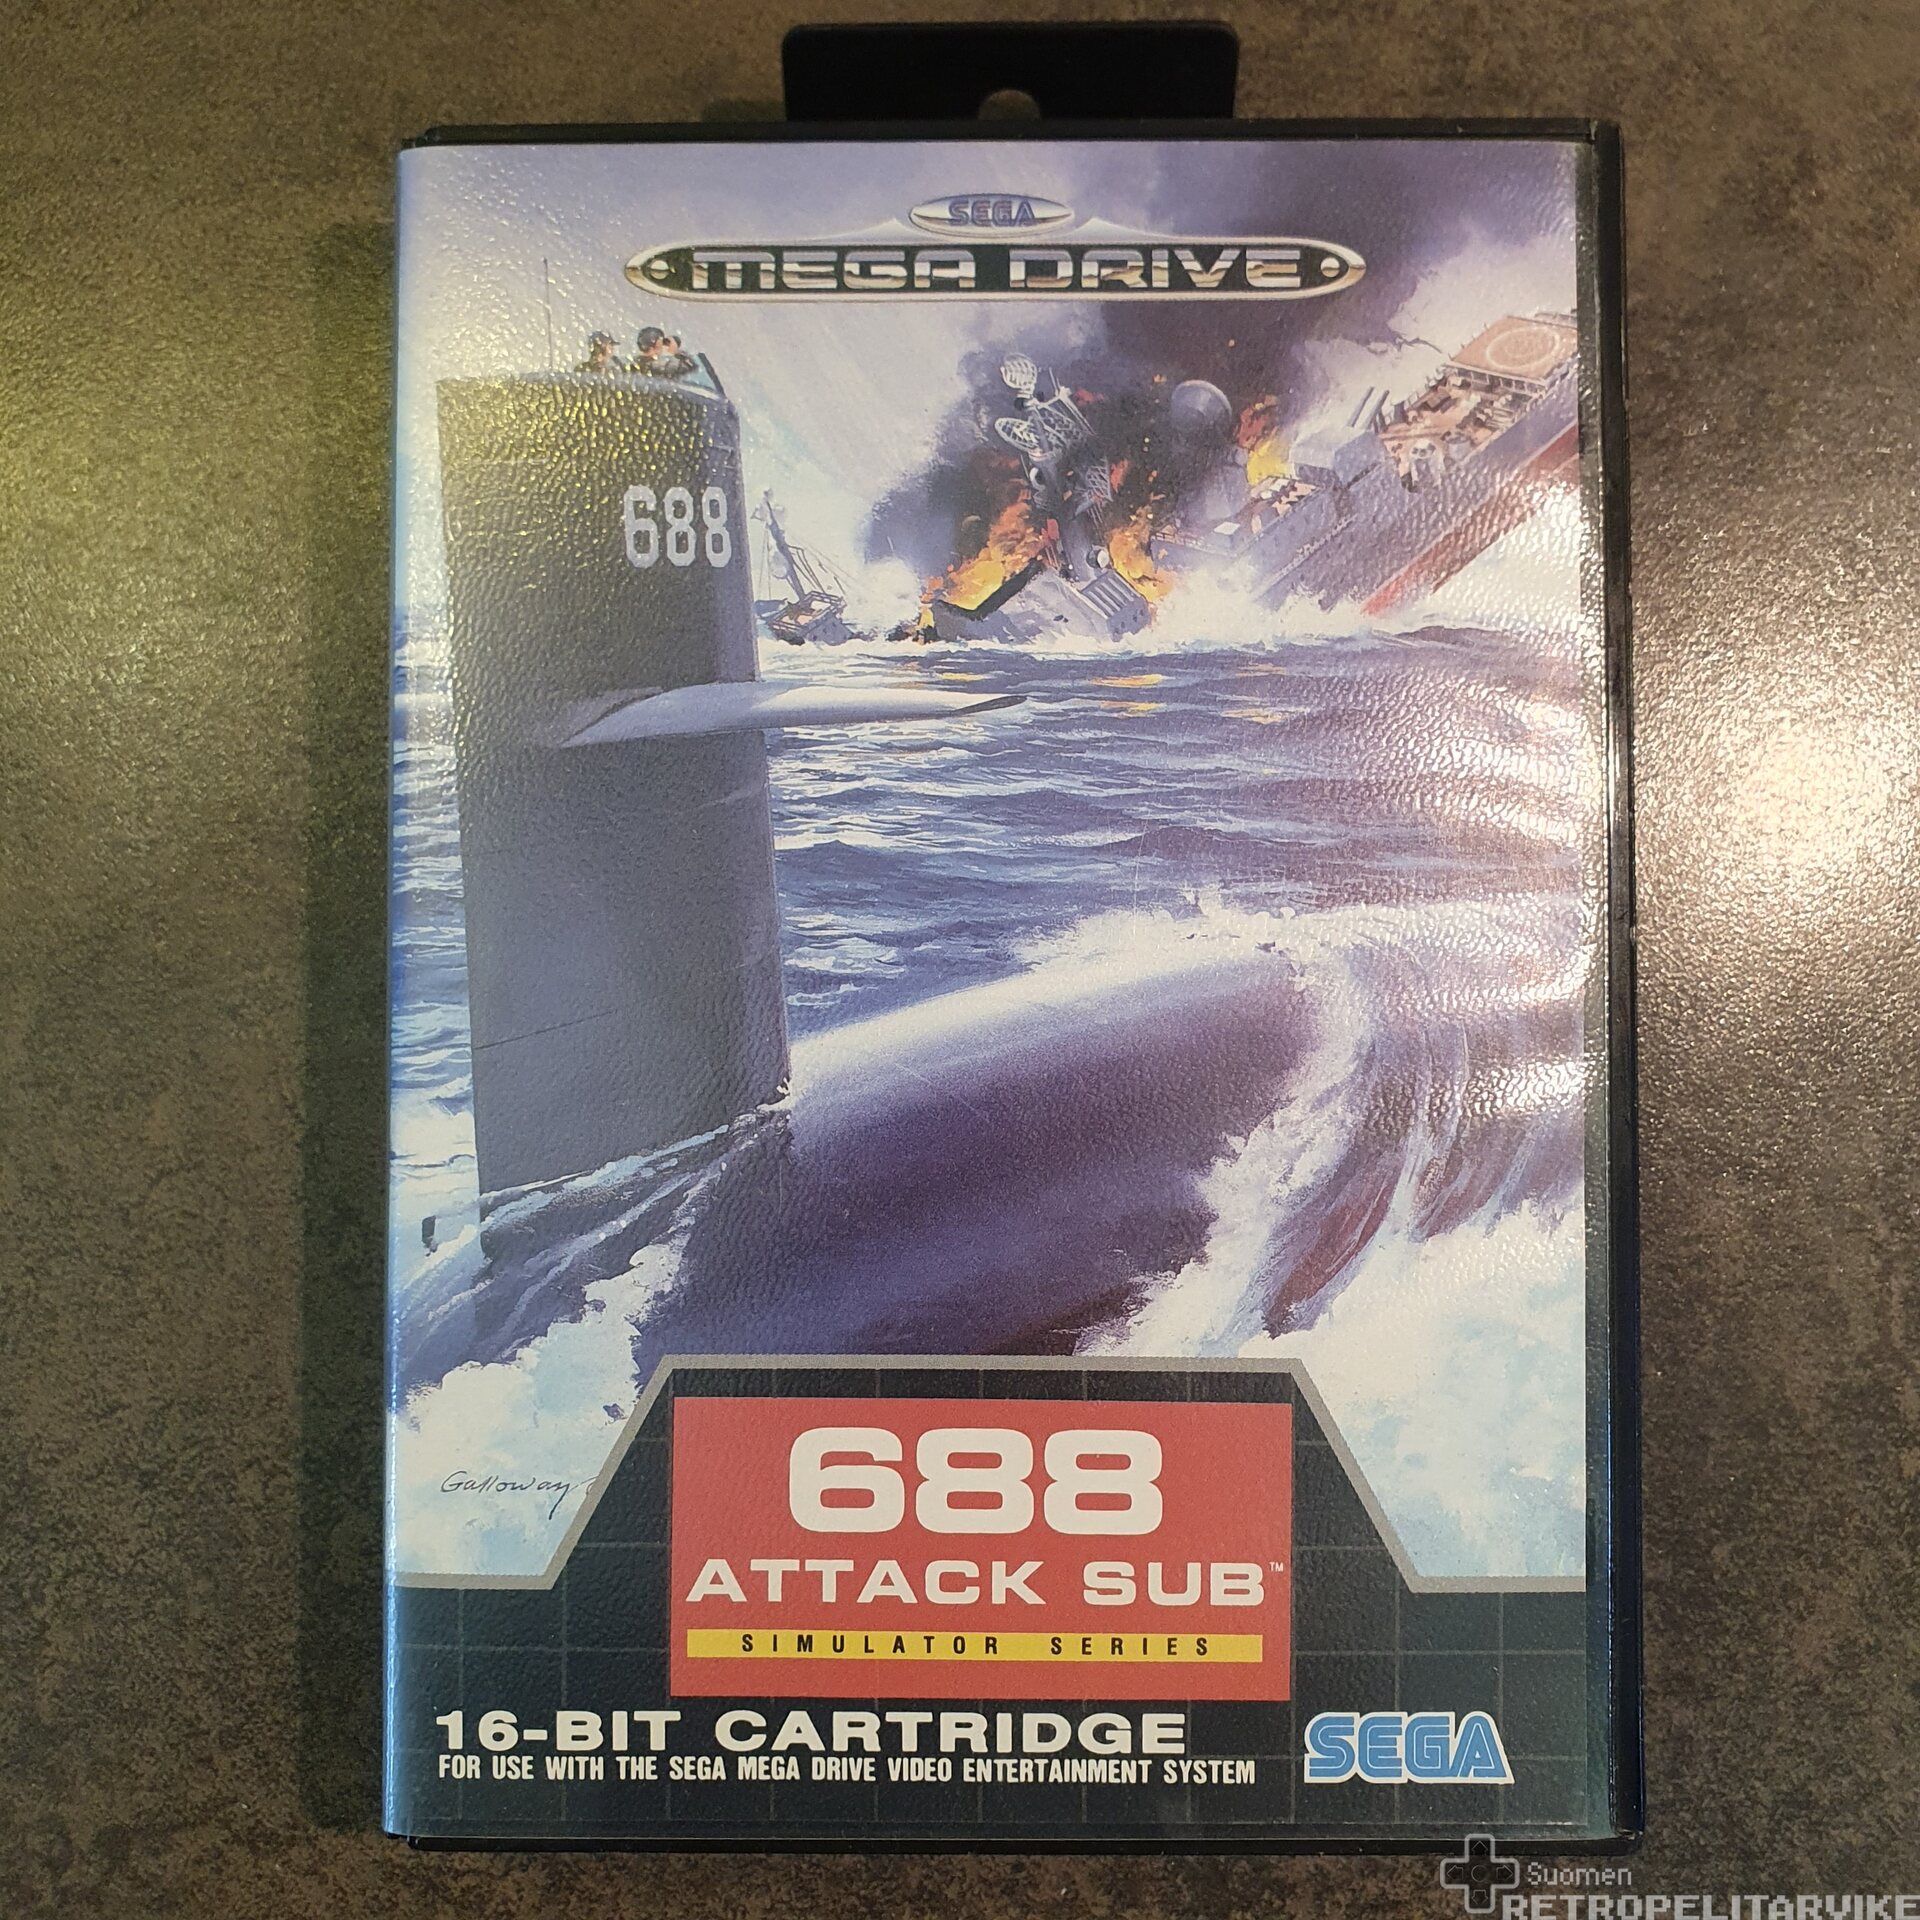 SEGA
MEGA DRIVE
688
Galloway
688
ATTACK SUB™
SIMULATOR SERIES
16-BIT CARTRIDGE
FOR USE WITH THE SEGA MEGA DRIVE VIDEO ENTERTAINMENT SYSTEM
SEGA
Suomen
RETROPELITARVIKE